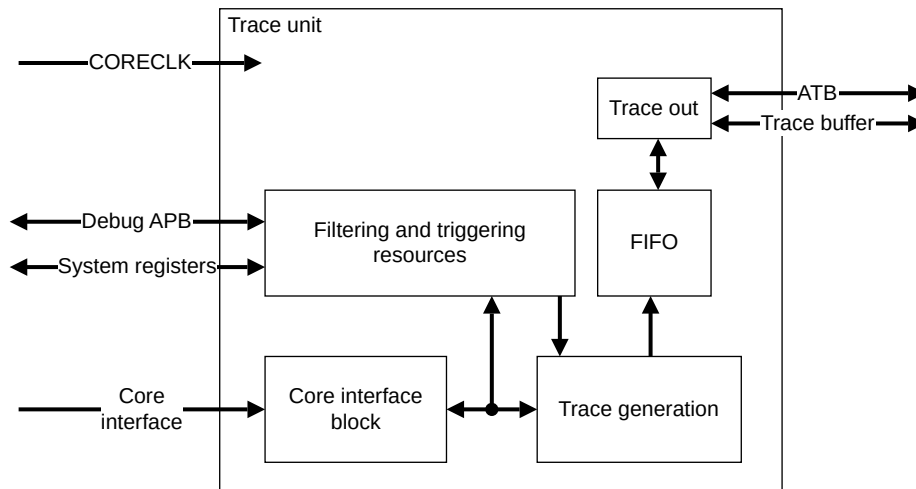 Trace unit
CORECLK
ATB
Trace out
Trace buffer
Debug APB
Filtering and triggering
resources
FIFO
System registers
Core
interface
Core interface
block
Trace generation